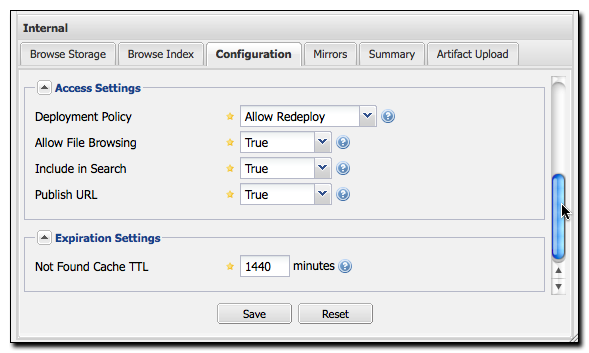 Internal
Browse Storage Browse Index Configuration Mirrors Summary Artifact Upload
Access Settings
Deployment Policy Allow Redeploy
Allow File Browsing True
Include in Search True
Publish URL True
Expiration Settings
Not Found Cache TTL 1440 minutes
Save Reset